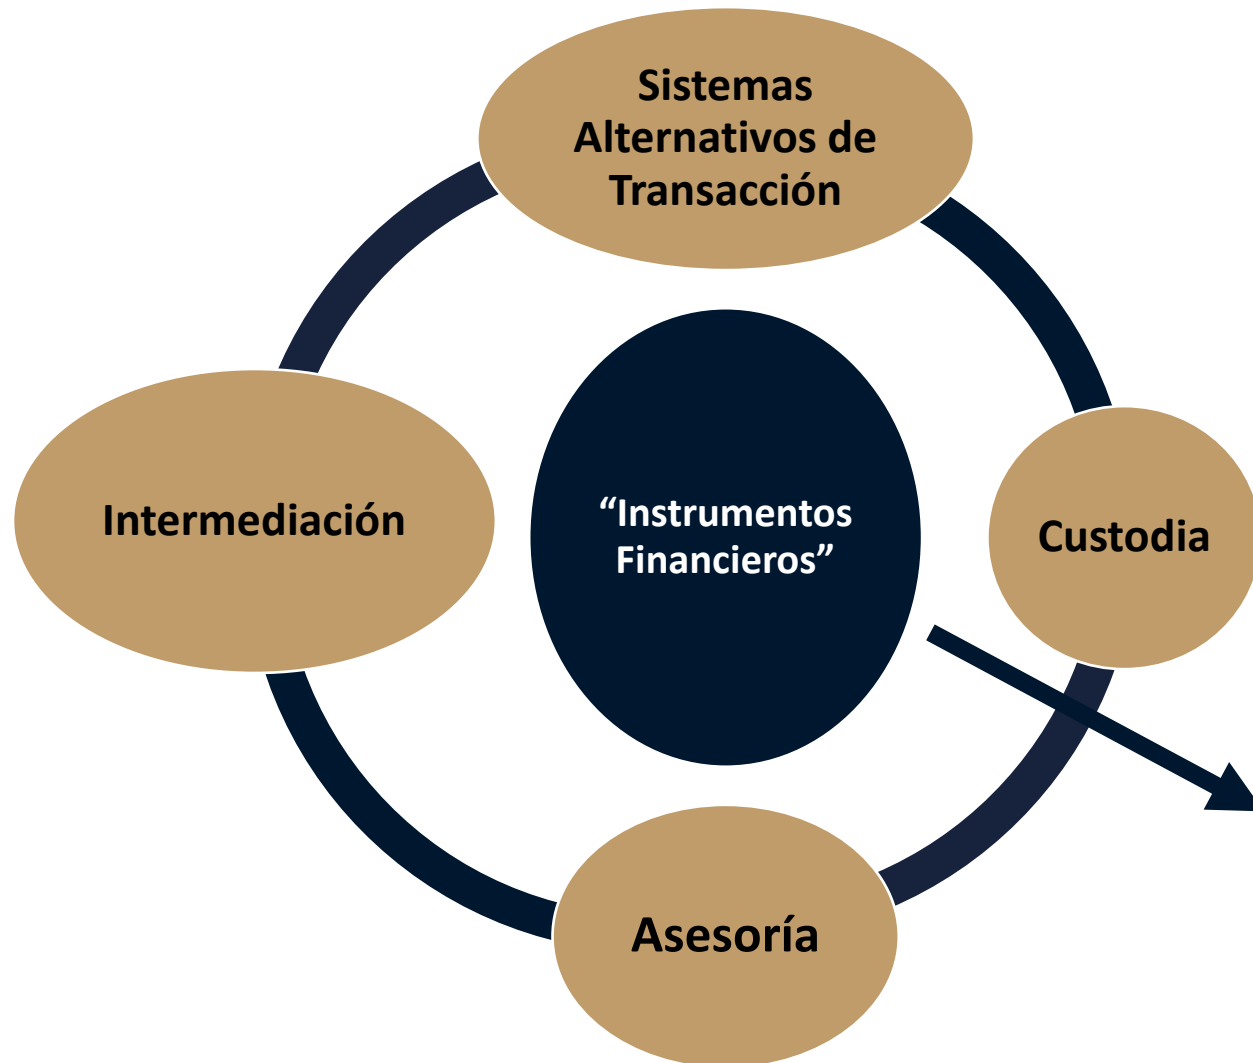 Sistemas
Alternativos de
Transacción
Intermediación
“Instrumentos
Financieros”
Custodia
Asesoría